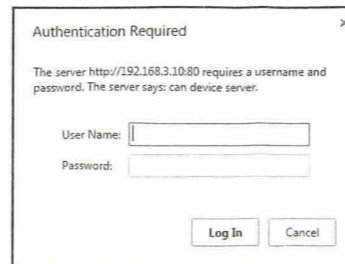 Authentication Required
The server http://192.168.3.10:80 requires a username and
password. The server says: can device server.
User Name:
Password:
Log In
Cancel